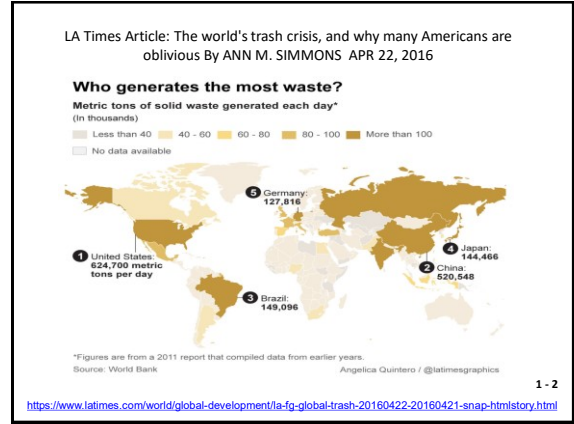 LA Times Article: The world's trash crisis, and why many Americans are
oblivious By ANN M. SIMMONS APR 22, 2016
Who generates the most waste?
Metric tons of solid waste generated each day*
(In thousands)
Less than 40 40 - 60 60 - 80 80 - 100 More than 100
No data available
5 Germany:
127,816
1 United States:
624,700 metric
tons per day
4 Japan:
144,466
2 China:
520,548
3 Brazil:
149,096
*Figures are from a 2011 report that compiled data from earlier years.
Source: World Bank Angelica Quintero / @latimesgraphics
1 - 2
https://www.latimes.com/world/global-development/la-fg-global-trash-20160422-20160421-snap-htmlstory.html